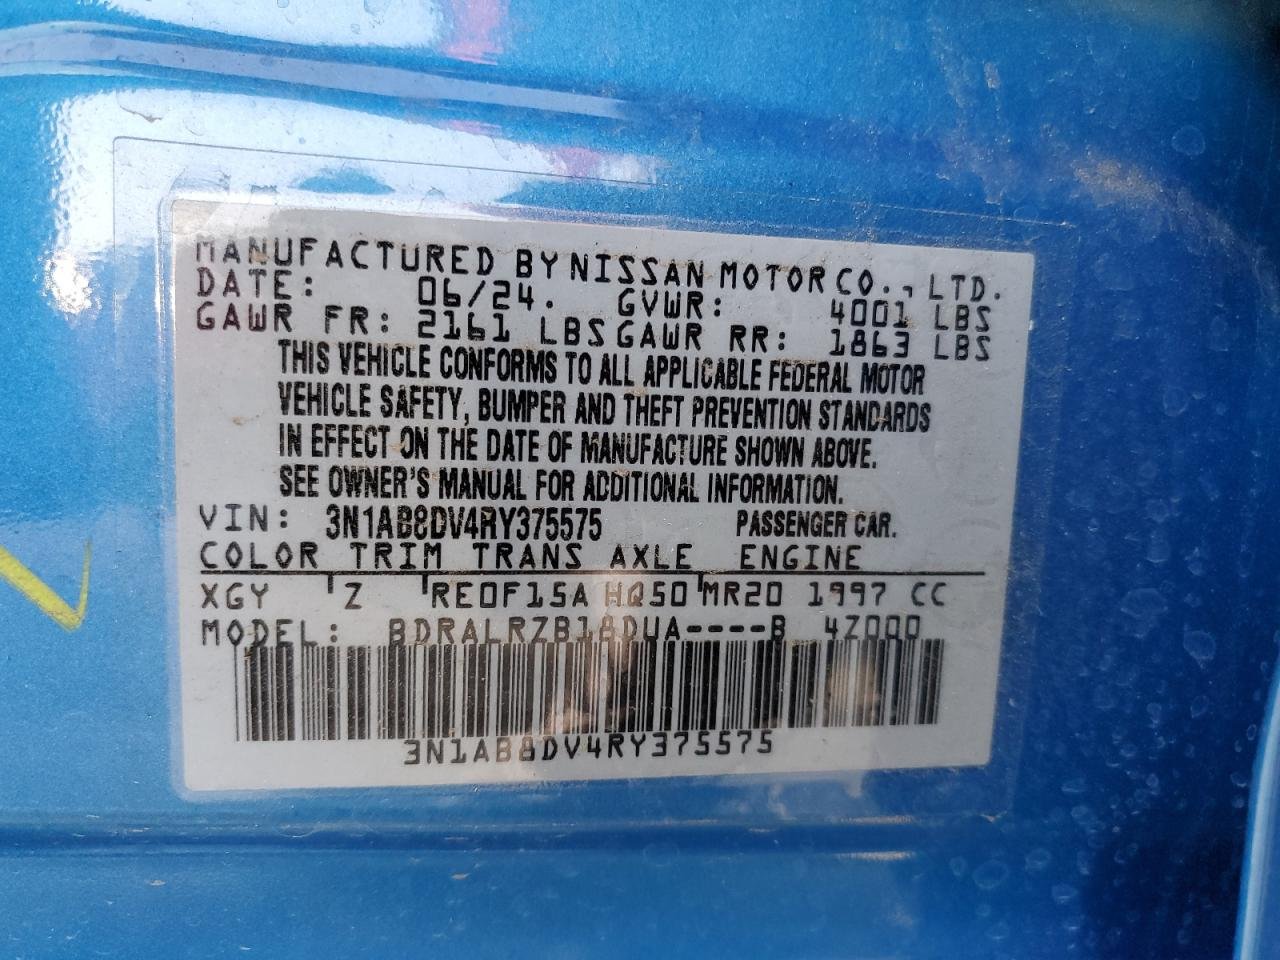 MANUFACTURED BY NISSAN MOTOR CO., LTD.
DATE: 06/24. GVWR: 4001 LBS
GAWR FR: 2161 LBS GAWR RR: 1863 LBS
THIS VEHICLE CONFORMS TO ALL APPLICABLE FEDERAL MOTOR
VEHICLE SAFETY, BUMPER AND THEFT PREVENTION STANDARDS
IN EFFECT ON THE DATE OF MANUFACTURE SHOWN ABOVE.
SEE OWNER'S MANUAL FOR ADDITIONAL INFORMATION.
VIN: 3N1AB8DV4RY375575 PASSENGER CAR.
COLOR TRIM TRANS AXLE ENGINE
XGY Z RE0F15A HQ50 MR20 1997 CC
MODEL: BDRALRZB18DUA----B 4Z000
3N1AB8DV4RY375575